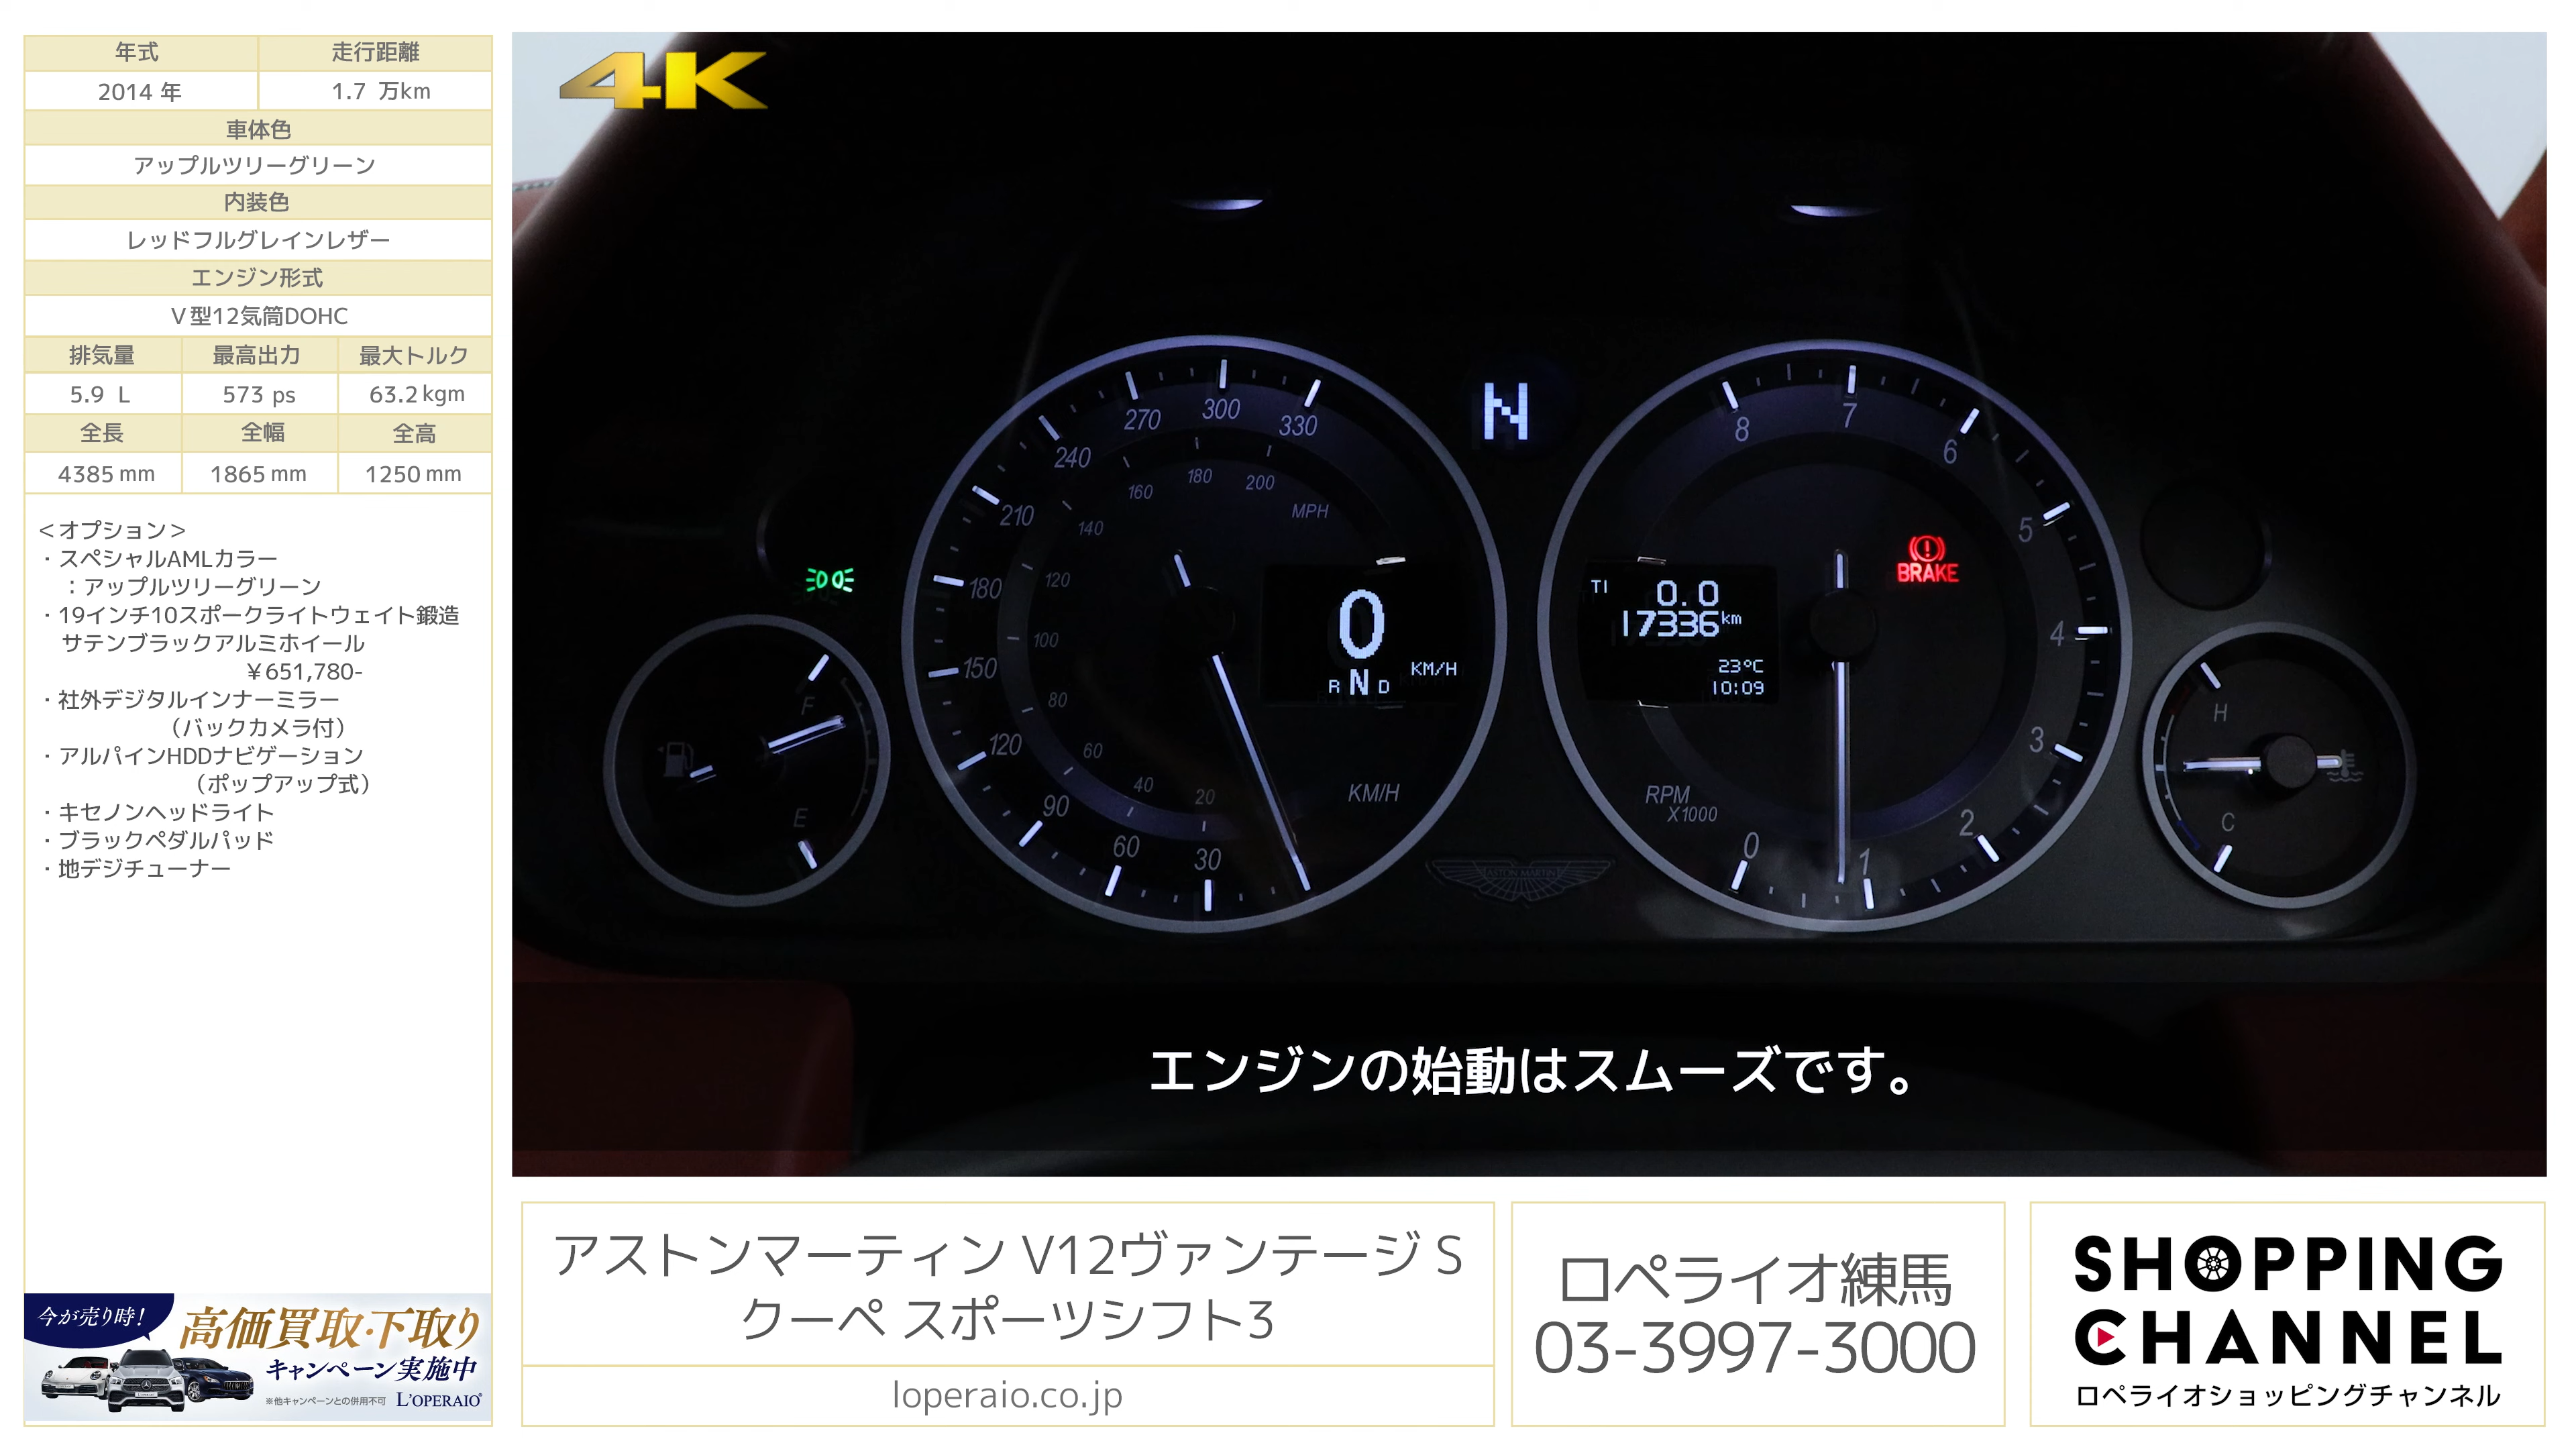 年式 走行距離
2014 年 1.7 万km
車体色
アップルツリーグリーン
内装色
レッドフルグレインレザー
エンジン形式
V型12気筒DOHC
排気量 最高出力 最大トルク
5.9 L 573 ps 63.2 kgm
全長 全幅 全高
4385 mm 1865 mm 1250 mm
＜オプション＞
・スペシャルAMLカラー
：アップルツリーグリーン
・19インチ10スポークライトウェイト鍛造
サテンブラックアルミホイール
￥651,780-
・社外デジタルインナーミラー
（バックカメラ付）
・アルパインHDDナビゲーション
（ポップアップ式）
・キセノンヘッドライト
・ブラックペダルパッド
・地デジチューナー
今が売り時!
高価買取・下取り
キャンペーン実施中
※他キャンペーンとの併用不可 L'OPERAIO
4K
F
E
30
60
90
120
150
180
210
240
270
300
330
20
40
60
80
100
120
140
160
180
200
MPH
0
KM/H
R N D
KM/H
N
ASTON MARTIN
8
7
6
5
4
3
2
1
0
RPM
X1000
TI 0.0
17336 km
23°C
10:09
BRAKE
H
C
エンジンの始動はスムーズです。
アストンマーティン V12ヴァンテージ S
クーペ スポーツシフト3
loperaio.co.jp
ロペライオ練馬
03-3997-3000
SHOPPING
CHANNEL
ロペライオショッピングチャンネル